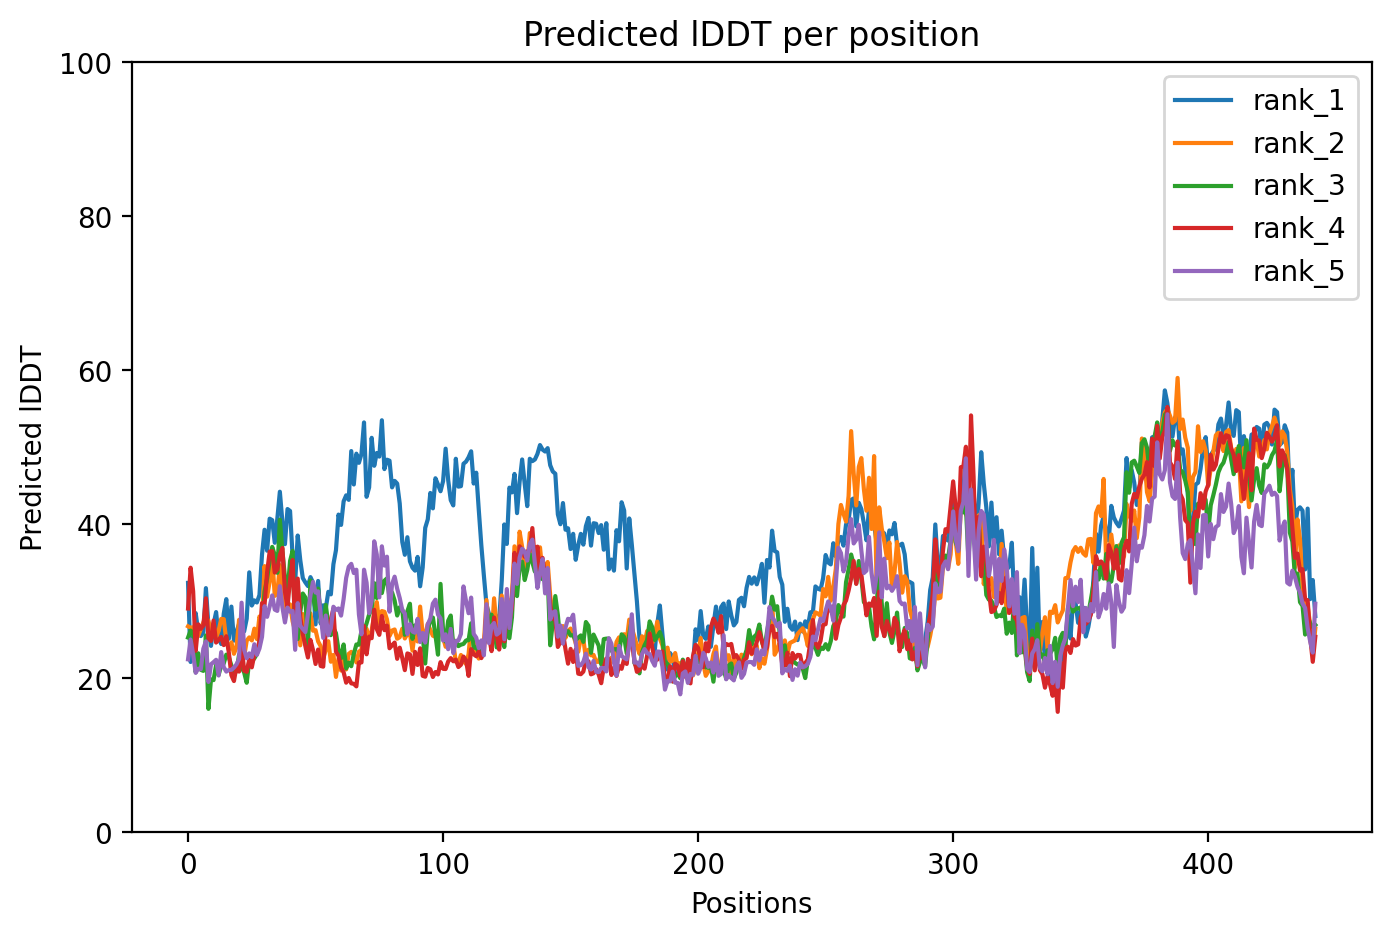 Predicted lDDT per position
100
80
60
40
20
0
Predicted lDDT
0 100 200 300 400
Positions
rank_1
rank_2
rank_3
rank_4
rank_5